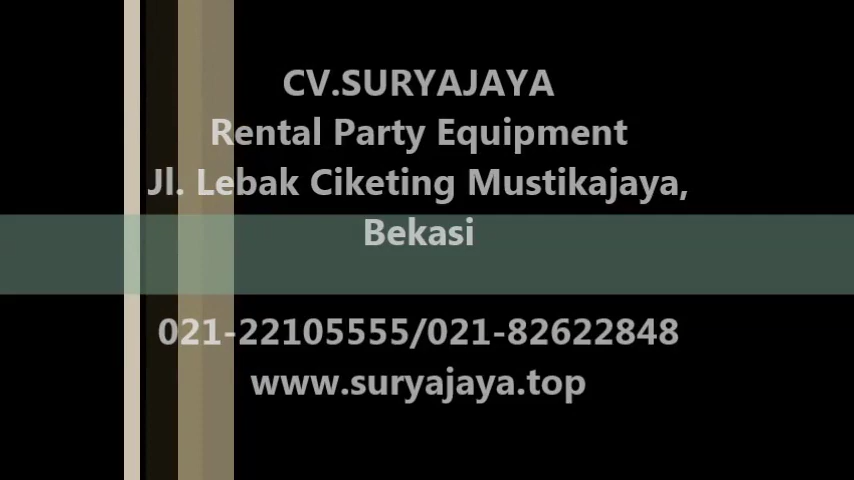 CV.SURYAJAYA
Rental Party Equipment
Jl. Lebak Ciketing Mustikajaya,
Bekasi
021-22105555/021-82622848
www.suryajaya.top